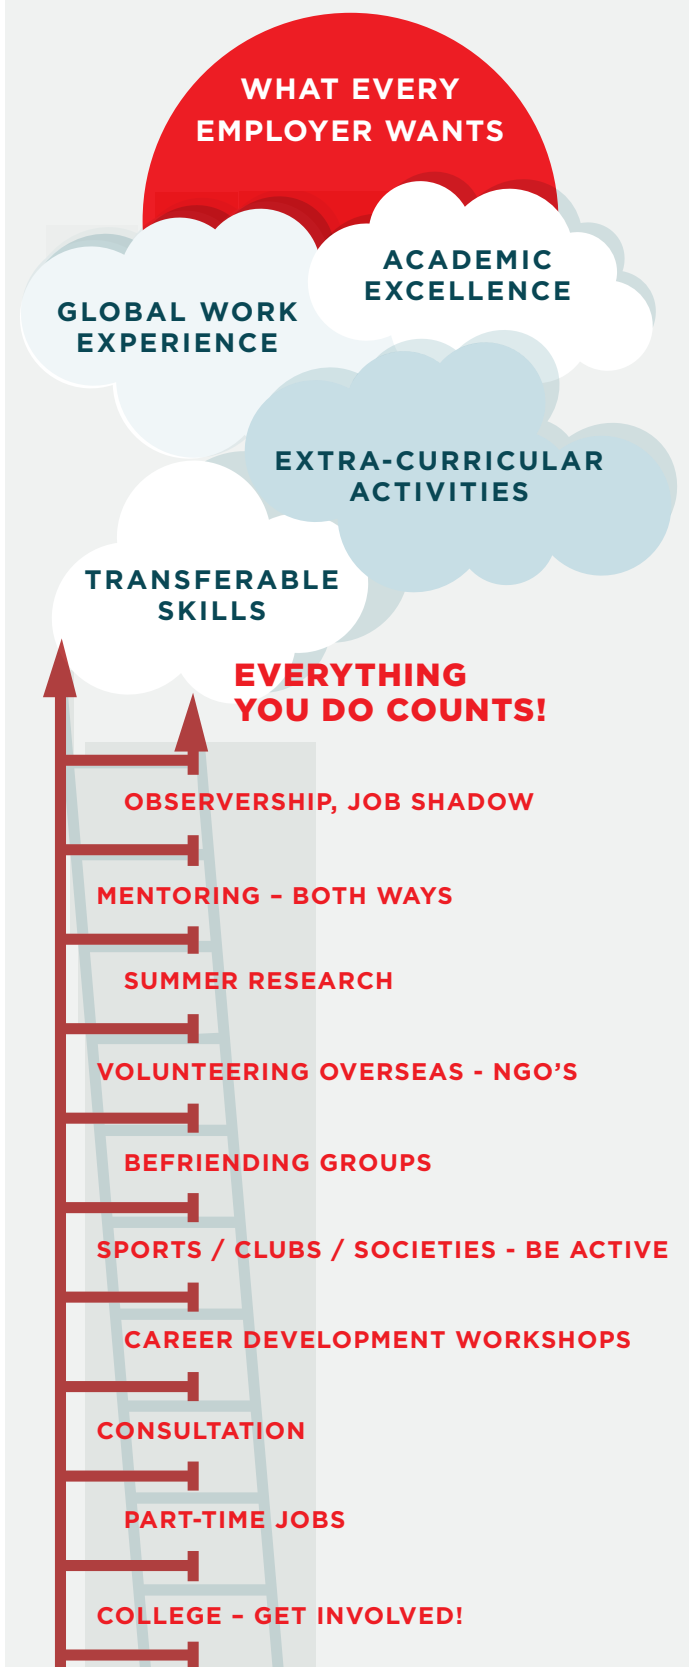 WHAT EVERY
EMPLOYER WANTS
ACADEMIC
EXCELLENCE
GLOBAL WORK
EXPERIENCE
EXTRA-CURRICULAR
ACTIVITIES
TRANSFERABLE
SKILLS
EVERYTHING
YOU DO COUNTS!
OBSERVERSHIP, JOB SHADOW
MENTORING – BOTH WAYS
SUMMER RESEARCH
VOLUNTEERING OVERSEAS - NGO’S
BEFRIENDING GROUPS
SPORTS / CLUBS / SOCIETIES - BE ACTIVE
CAREER DEVELOPMENT WORKSHOPS
CONSULTATION
PART-TIME JOBS
COLLEGE – GET INVOLVED!